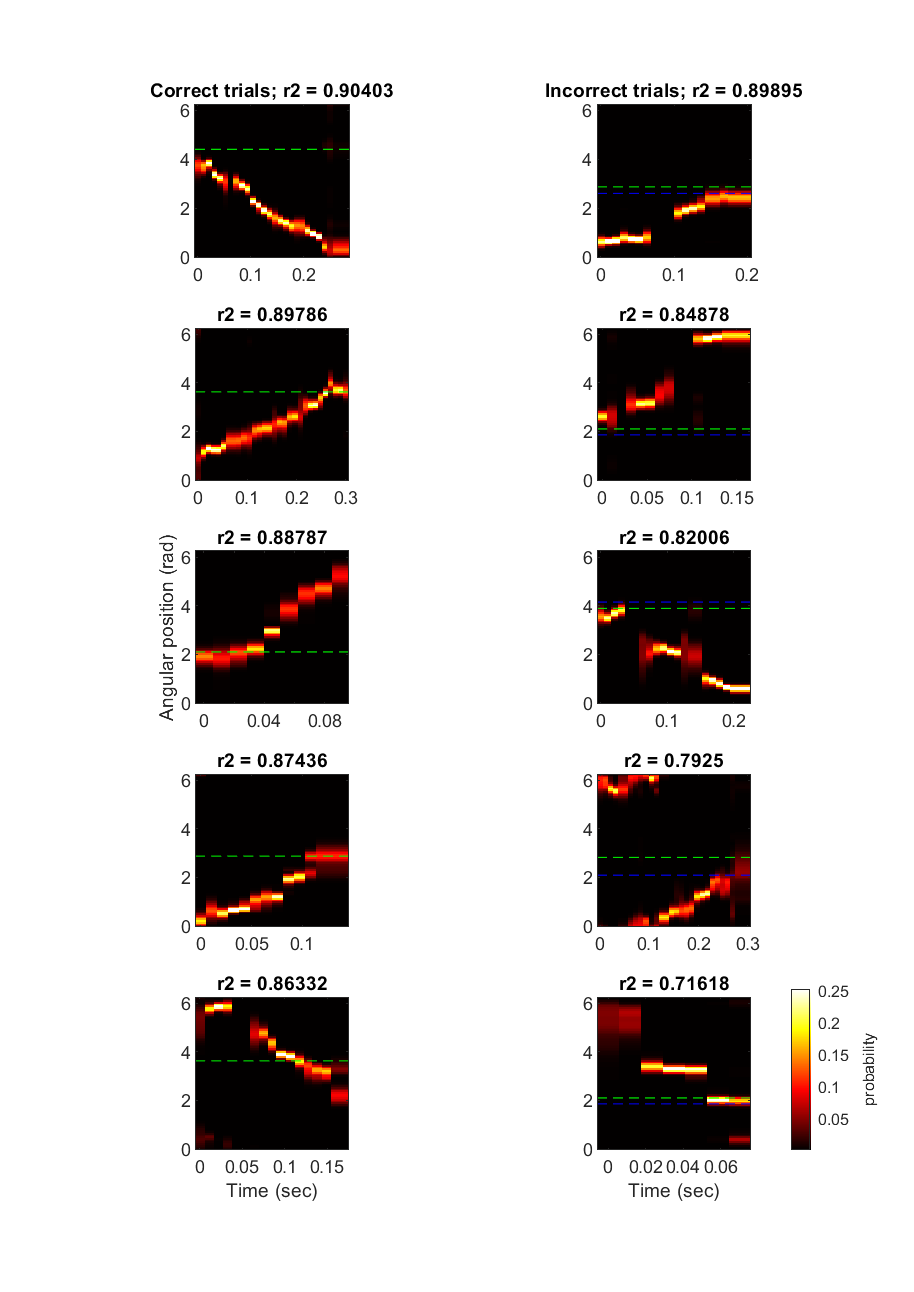 Correct trials; r2 = 0.90403
Incorrect trials; r2 = 0.89895
6
4
2
0
0 0.1 0.2
6
4
2
0
0 0.1 0.2
r2 = 0.89786
r2 = 0.84878
6
4
2
0
0 0.1 0.2 0.3
6
4
2
0
0 0.05 0.1 0.15
r2 = 0.88787
r2 = 0.82006
Angular position (rad)
6
4
2
0
0 0.04 0.08
6
4
2
0
0 0.1 0.2
r2 = 0.87436
r2 = 0.7925
6
4
2
0
0 0.05 0.1
6
4
2
0
0 0.1 0.2 0.3
r2 = 0.86332
r2 = 0.71618
6
4
2
0
0 0.05 0.1 0.15
Time (sec)
6
4
2
0
0 0.02 0.04 0.06
Time (sec)
0.25
0.2
0.15
0.1
0.05
probability